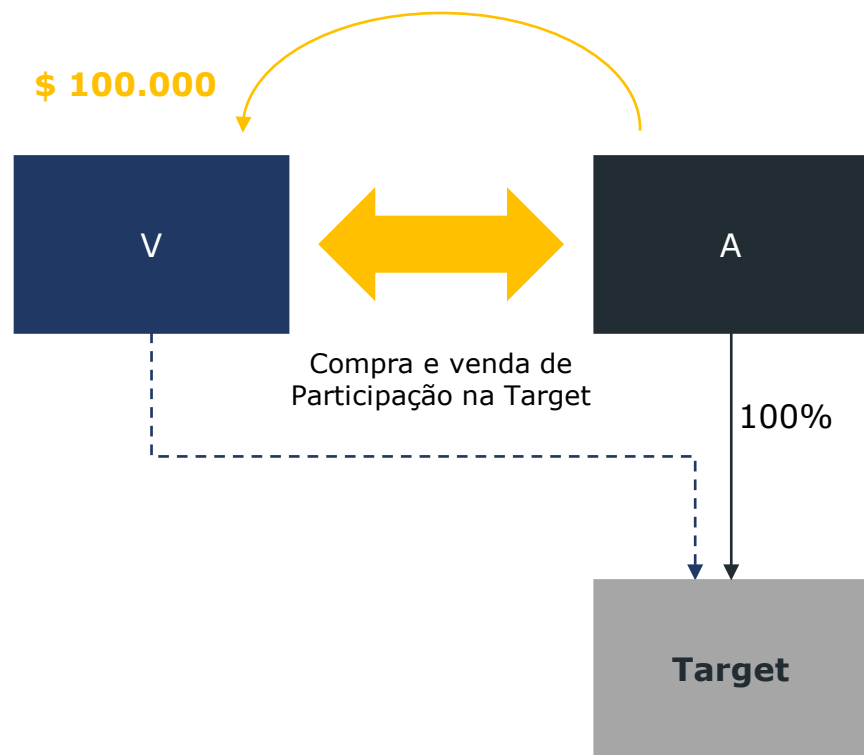 $ 100.000
V
A
Compra e venda de
Participação na Target
100%
Target